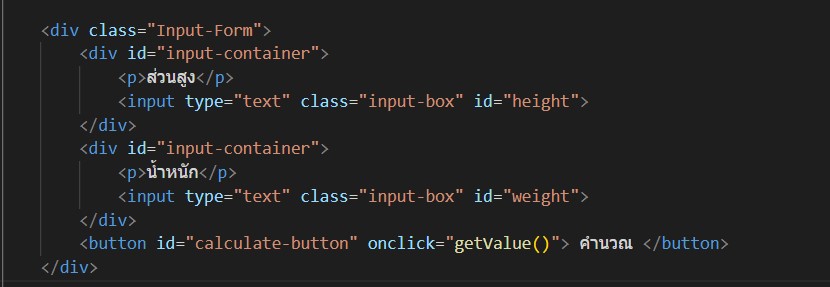 <div class="Input-Form">
<div id="input-container">
<p>ส่วนสูง</p>
<input type="text" class="input-box" id="height">
</div>
<div id="input-container">
<p>น้ำหนัก</p>
<input type="text" class="input-box" id="weight">
</div>
<button id="calculate-button" onclick="getValue()"> คำนวณ </button>
</div>